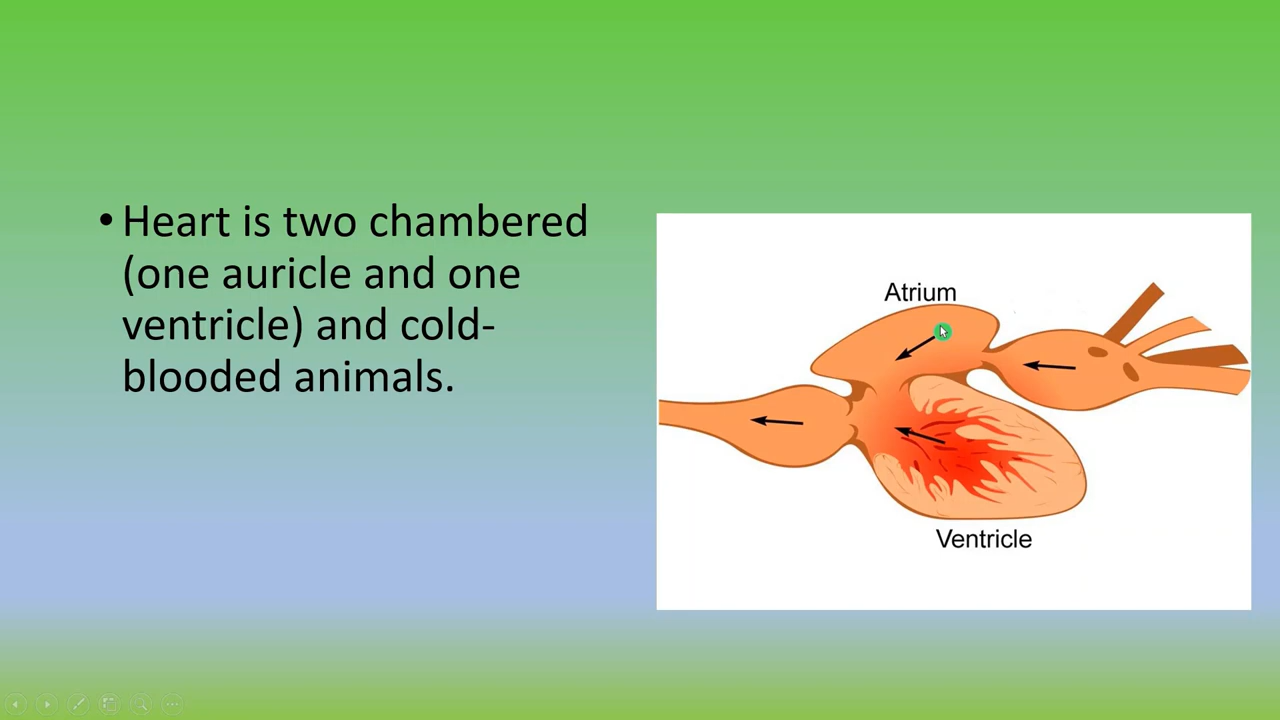 • Heart is two chambered
(one auricle and one
ventricle) and cold-
blooded animals.
Atrium
Ventricle